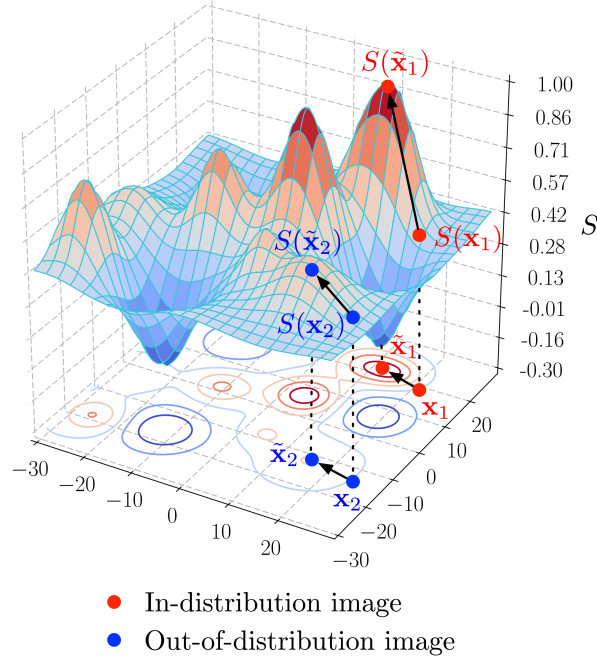 S(x̃₁)
1.00
0.86
0.71
0.57
0.42
0.28
0.13
-0.01
-0.16
-0.30
S
S(x₁)
S(x̃₂)
S(x₂)
x̃₁
x₁
x̃₂
x₂
−30
−20
−10
0
10
20
−30
−20
−10
0
10
20
In-distribution image
Out-of-distribution image